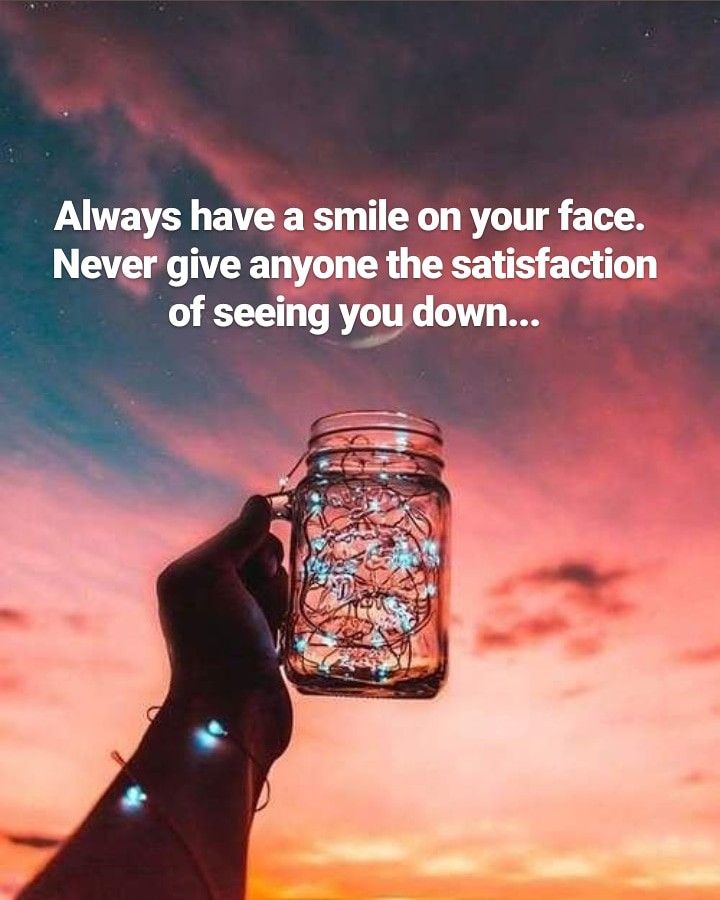 Always have a smile on your face.
Never give anyone the satisfaction
of seeing you down...